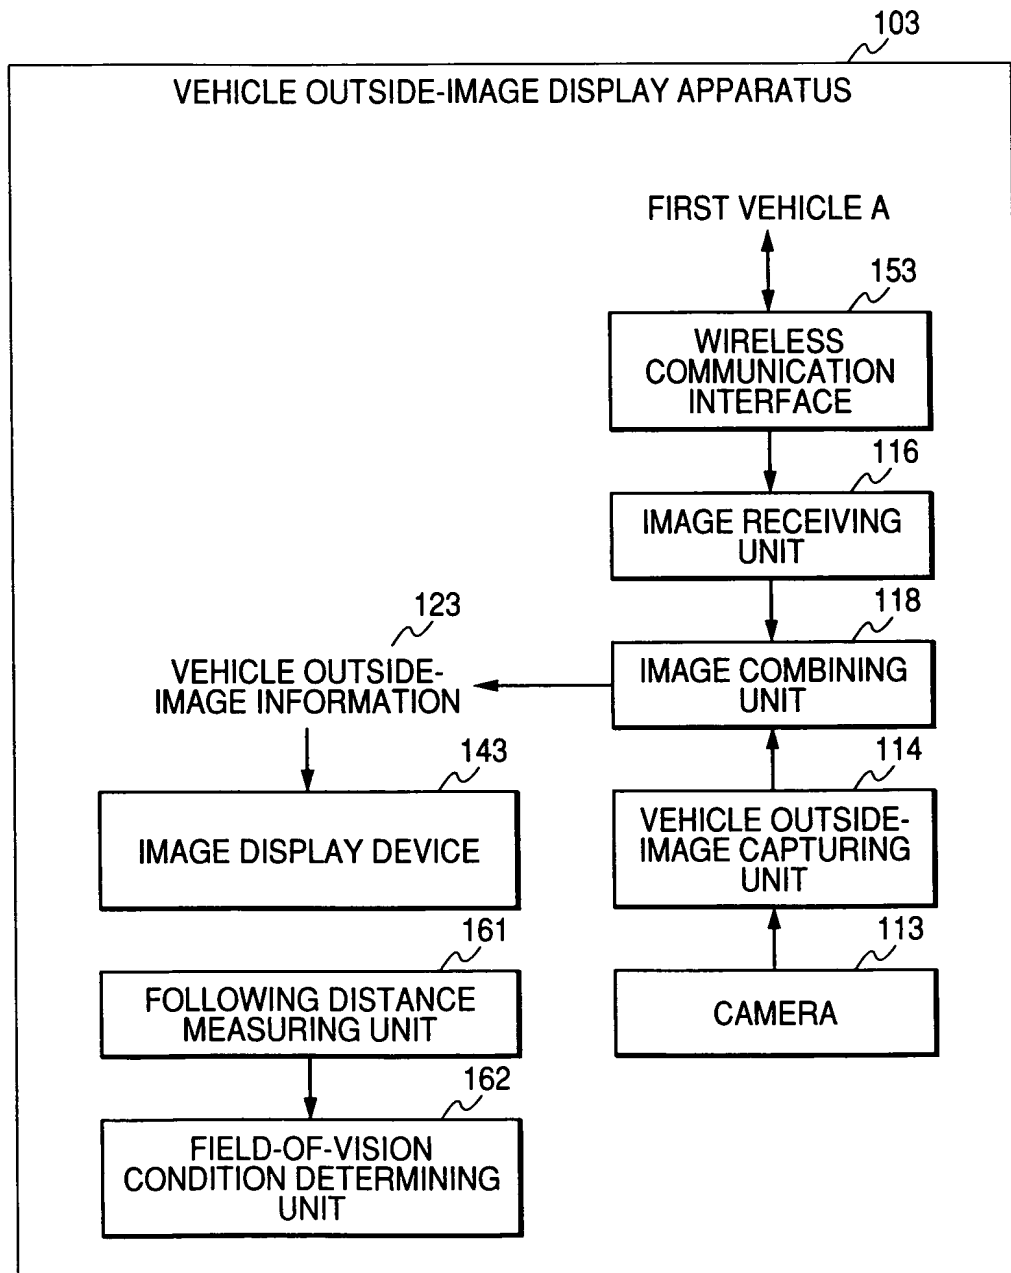 103
VEHICLE OUTSIDE-IMAGE DISPLAY APPARATUS
FIRST VEHICLE A
153
WIRELESS
COMMUNICATION
INTERFACE
116
IMAGE RECEIVING
UNIT
118
IMAGE COMBINING
UNIT
123
VEHICLE OUTSIDE-
IMAGE INFORMATION
143
IMAGE DISPLAY DEVICE
114
VEHICLE OUTSIDE-
IMAGE CAPTURING
UNIT
113
CAMERA
161
FOLLOWING DISTANCE
MEASURING UNIT
162
FIELD-OF-VISION
CONDITION DETERMINING
UNIT